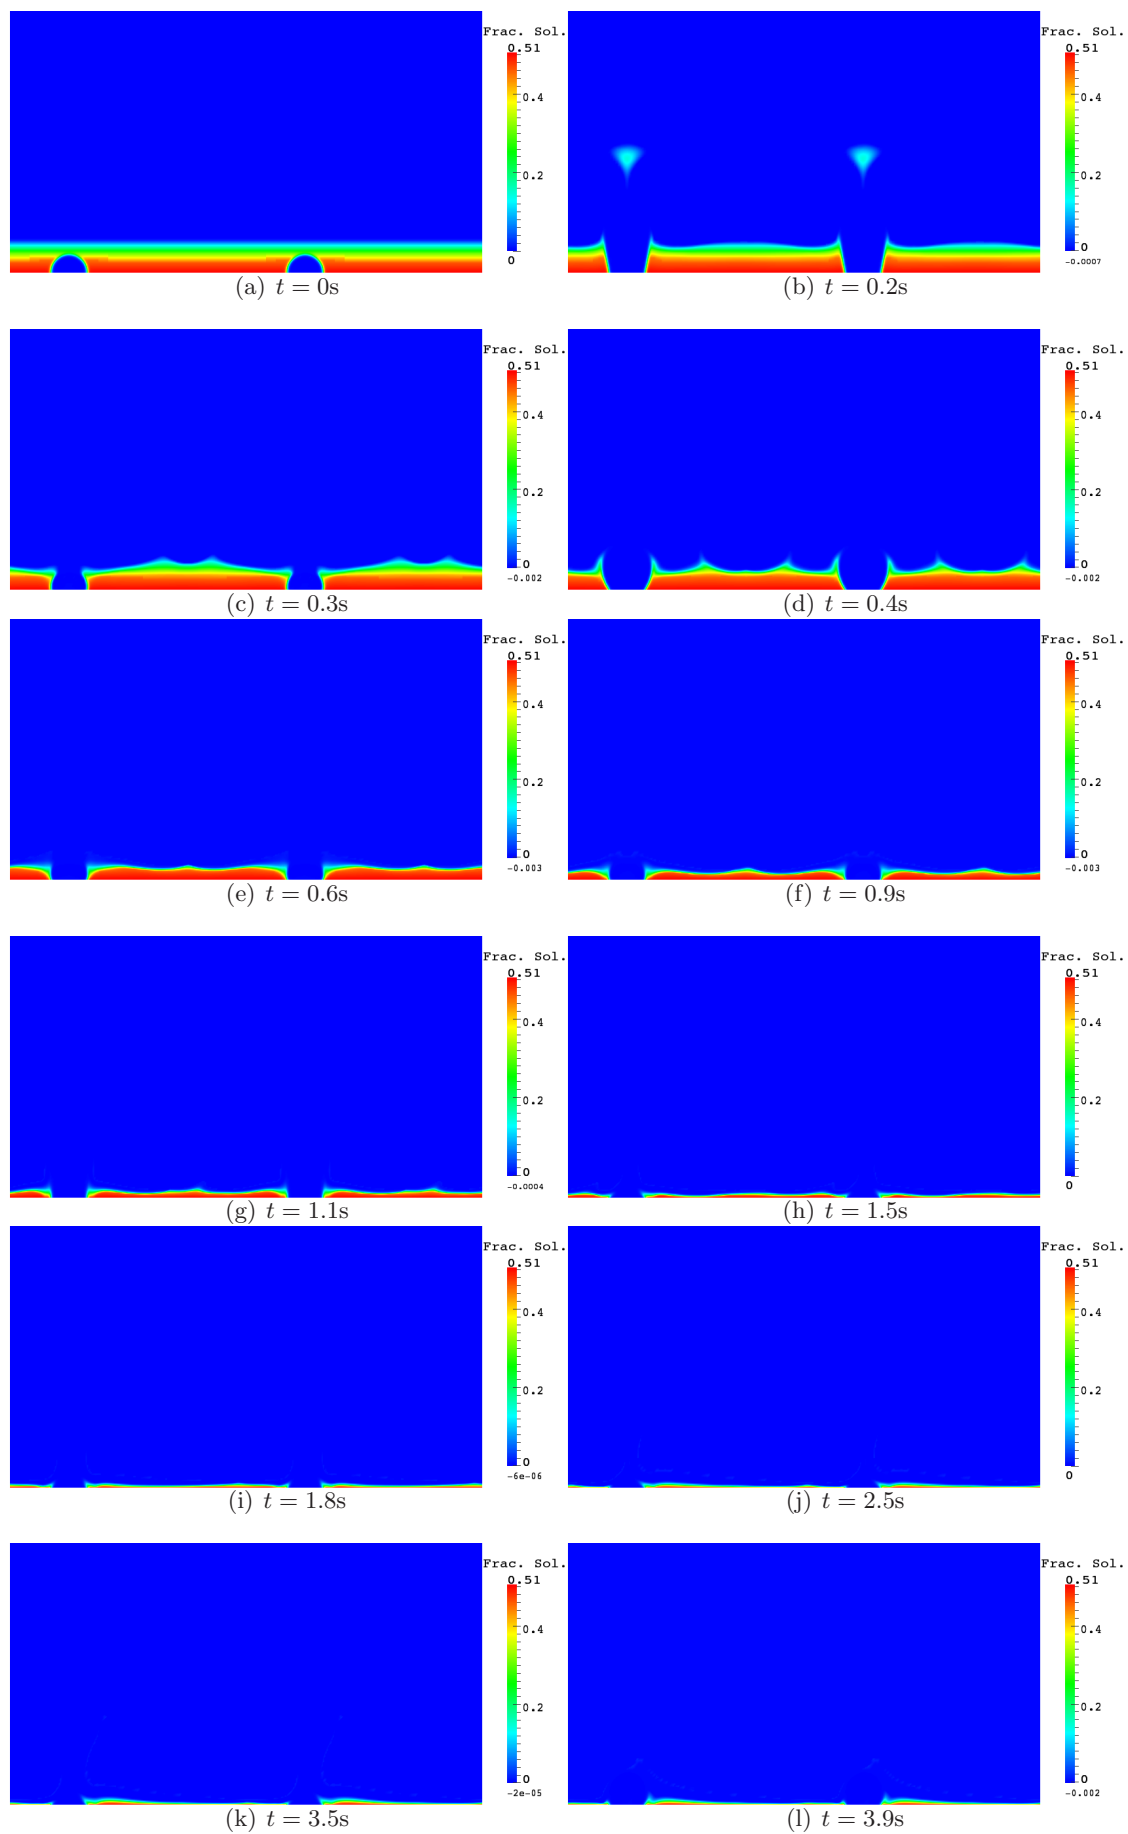 Frac. Sol.
0.51
0.4
0.2
0
0
(a) t = 0s
Frac. Sol.
0.51
0.4
0.2
0
-0.0007
(b) t = 0.2s
Frac. Sol.
0.51
0.4
0.2
0
-0.002
(c) t = 0.3s
Frac. Sol.
0.51
0.4
0.2
0
-0.002
(d) t = 0.4s
Frac. Sol.
0.51
0.4
0.2
0
-0.003
(e) t = 0.6s
Frac. Sol.
0.51
0.4
0.2
0
-0.003
(f) t = 0.9s
Frac. Sol.
0.51
0.4
0.2
0
-0.0004
(g) t = 1.1s
Frac. Sol.
0.51
0.4
0.2
0
(h) t = 1.5s
Frac. Sol.
0.51
0.4
0.2
0
-6e-06
(i) t = 1.8s
Frac. Sol.
0.51
0.4
0.2
0
(j) t = 2.5s
Frac. Sol.
0.51
0.4
0.2
0
-2e-05
(k) t = 3.5s
Frac. Sol.
0.51
0.4
0.2
0
-0.002
(l) t = 3.9s